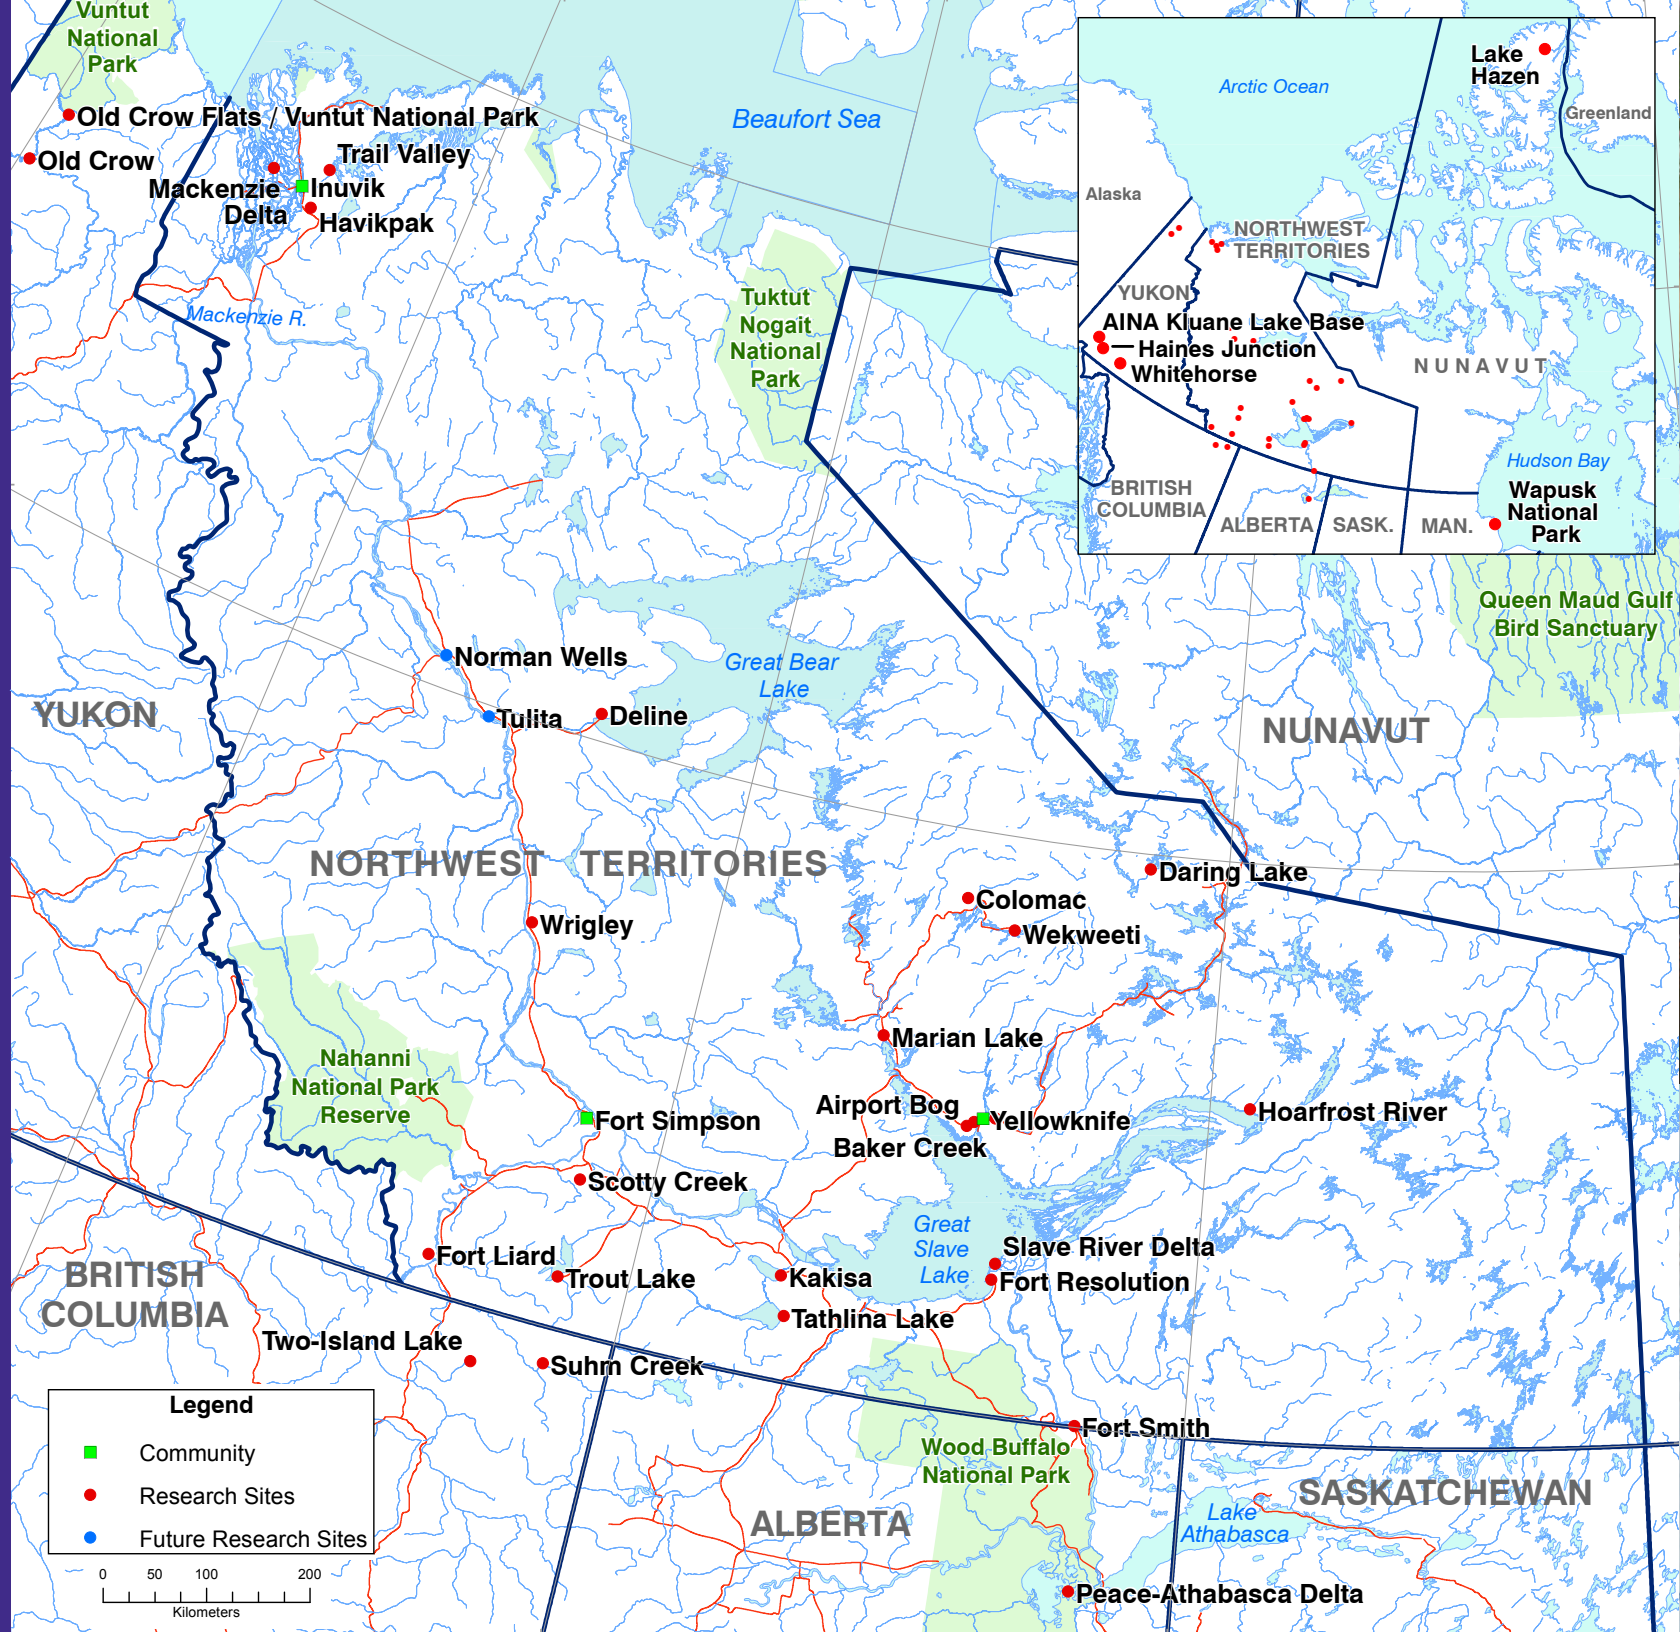 Vuntut
National
Park
Old Crow Flats / Vuntut National Park
Old Crow
Trail Valley
Mackenzie
Delta
Inuvik
Havikpak
Mackenzie R.
Beaufort Sea
Tuktut
Nogait
National
Park
Arctic Ocean
Lake
Hazen
Greenland
Alaska
NORTHWEST
TERRITORIES
YUKON
AINA Kluane Lake Base
Haines Junction
Whitehorse
NUNAVUT
Hudson Bay
Wapusk
National
Park
BRITISH
COLUMBIA
ALBERTA
SASK.
MAN.
Queen Maud Gulf
Bird Sanctuary
Norman Wells
Great Bear
Lake
YUKON
Tulita
Deline
NUNAVUT
NORTHWEST TERRITORIES
Daring Lake
Colomac
Wekweeti
Wrigley
Marian Lake
Nahanni
National Park
Reserve
Airport Bog
Yellowknife
Baker Creek
Hoarfrost River
Fort Simpson
Scotty Creek
Great
Slave
Lake
Slave River Delta
Fort Resolution
Fort Liard
Trout Lake
Kakisa
Tathlina Lake
BRITISH
COLUMBIA
Two-Island Lake
Suhm Creek
Fort Smith
Wood Buffalo
National Park
ALBERTA
SASKATCHEWAN
Lake
Athabasca
Peace-Athabasca Delta
Legend
Community
Research Sites
Future Research Sites
0 50 100 200
Kilometers